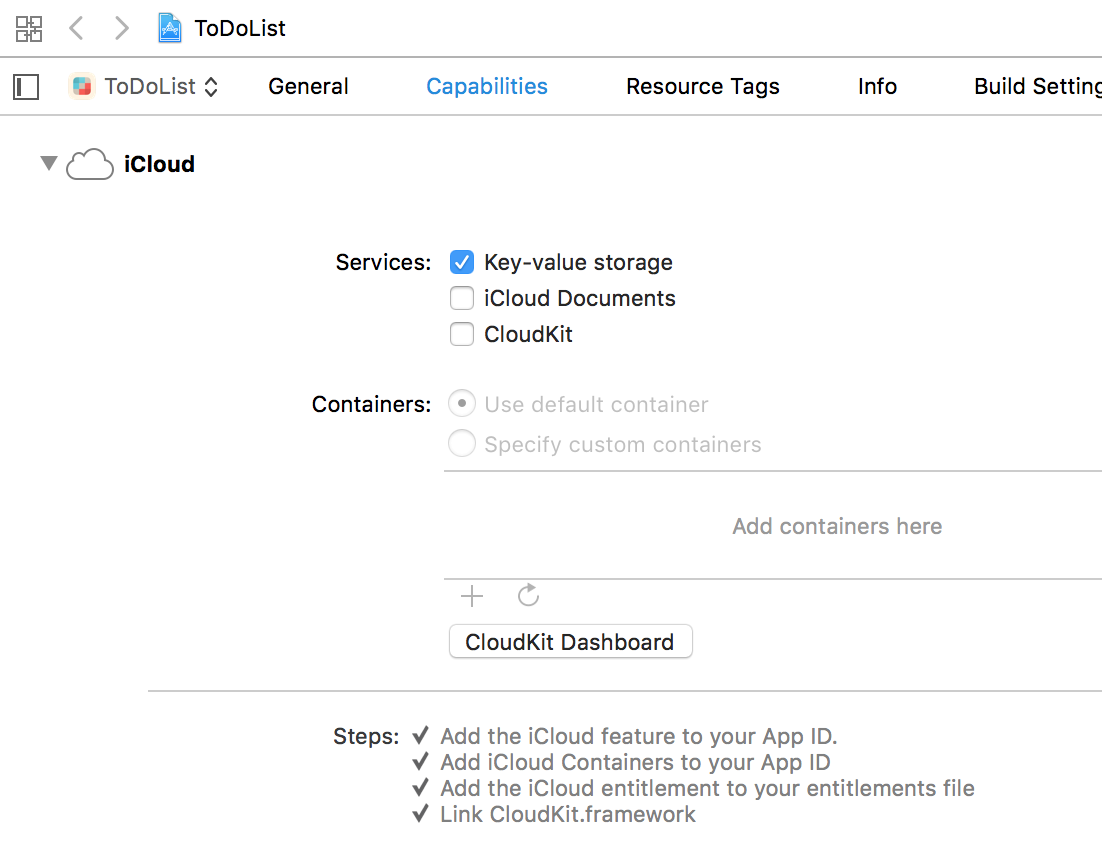 ToDoList
ToDoList General Capabilities Resource Tags Info Build Setting
iCloud
Services: Key-value storage
iCloud Documents
CloudKit
Containers: Use default container
Specify custom containers
Add containers here
CloudKit Dashboard
Steps: ✓ Add the iCloud feature to your App ID.
✓ Add iCloud Containers to your App ID
✓ Add the iCloud entitlement to your entitlements file
✓ Link CloudKit.framework